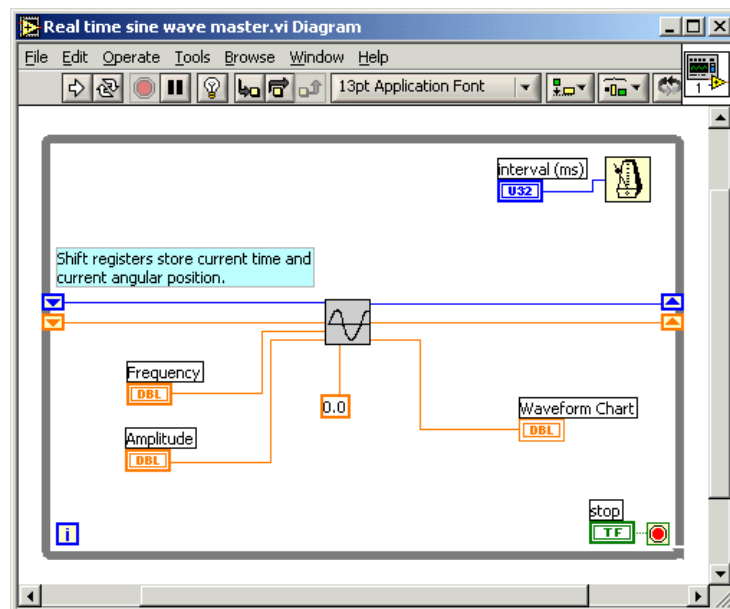 Real time sine wave master.vi Diagram
File Edit Operate Tools Browse Window Help
13pt Application Font
1
interval (ms)
U32
Shift registers store current time and
current angular position.
Frequency
DBL
0.0
Waveform Chart
DBL
Amplitude
DBL
stop
TF
i